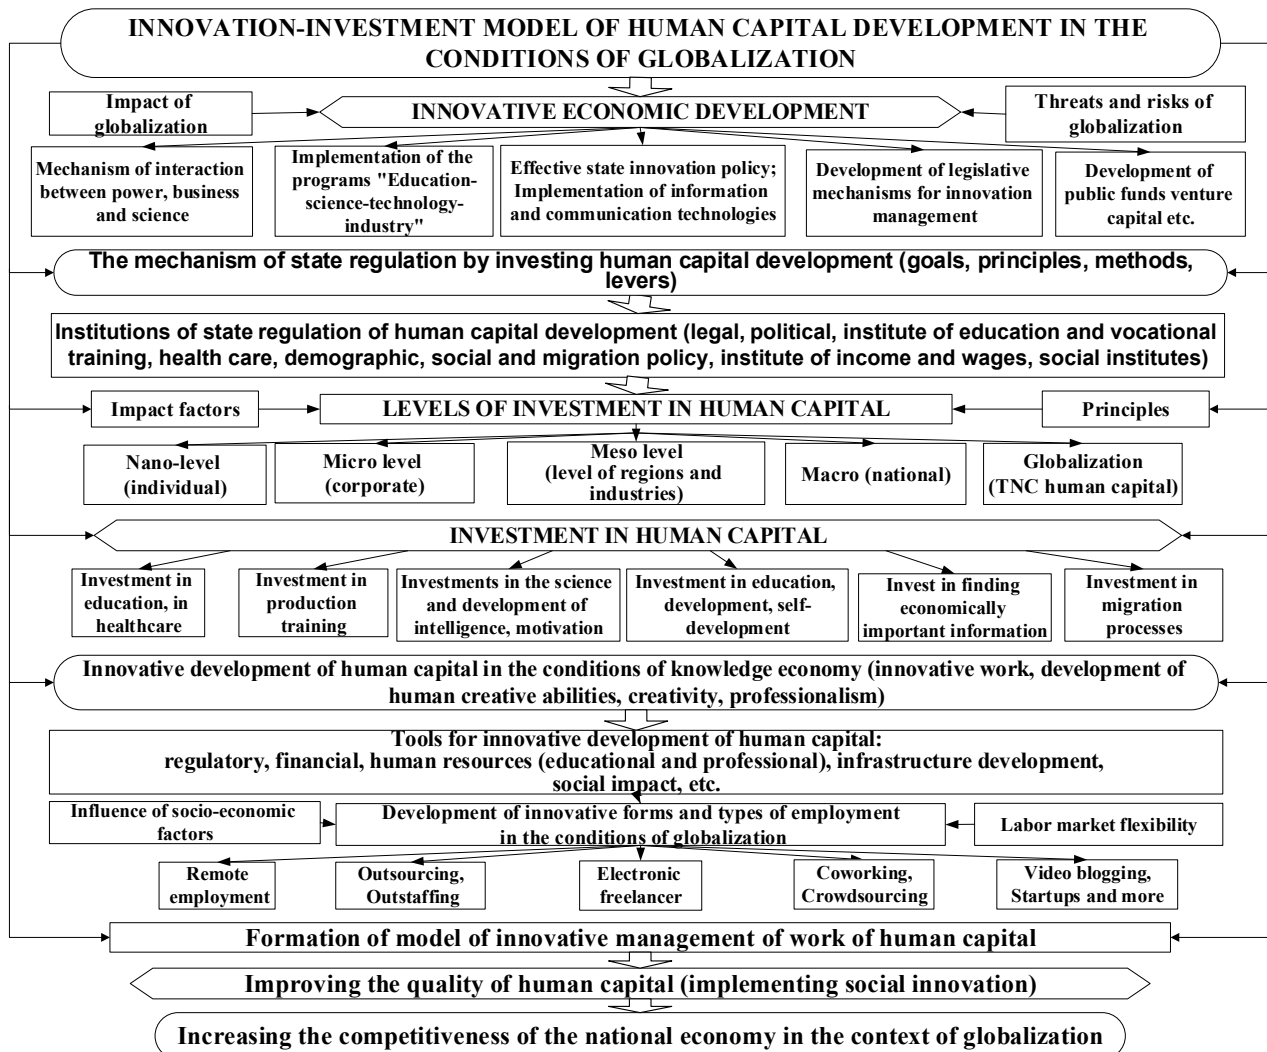 INNOVATION-INVESTMENT MODEL OF HUMAN CAPITAL DEVELOPMENT IN THE
CONDITIONS OF GLOBALIZATION
Impact of
globalization
INNOVATIVE ECONOMIC DEVELOPMENT
Threats and risks of
globalization
Mechanism of interaction
between power, business
and science
Implementation of the
programs "Education-
science-technology-
industry"
Effective state innovation policy;
Implementation of information
and communication technologies
Development of legislative
mechanisms for innovation
management
Development of
public funds venture
capital etc.
The mechanism of state regulation by investing human capital development (goals, principles, methods,
levers)
Institutions of state regulation of human capital development (legal, political, institute of education and vocational
training, health care, demographic, social and migration policy, institute of income and wages, social institutes)
Impact factors
LEVELS OF INVESTMENT IN HUMAN CAPITAL
Principles
Nano-level
(individual)
Micro level
(corporate)
Meso level
(level of regions and
industries)
Macro (national)
Globalization
(TNC human capital)
INVESTMENT IN HUMAN CAPITAL
Investment in
education, in
healthcare
Investment in
production
training
Investments in the science
and development of
intelligence, motivation
Investment in education,
development, self-
development
Invest in finding
economically
important information
Investment in
migration
processes
Innovative development of human capital in the conditions of knowledge economy (innovative work, development of
human creative abilities, creativity, professionalism)
Tools for innovative development of human capital:
regulatory, financial, human resources (educational and professional), infrastructure development,
social impact, etc.
Influence of socio-economic
factors
Development of innovative forms and types of employment
in the conditions of globalization
Labor market flexibility
Remote
employment
Outsourcing,
Outstaffing
Electronic
freelancer
Coworking,
Crowdsourcing
Video blogging,
Startups and more
Formation of model of innovative management of work of human capital
Improving the quality of human capital (implementing social innovation)
Increasing the competitiveness of the national economy in the context of globalization